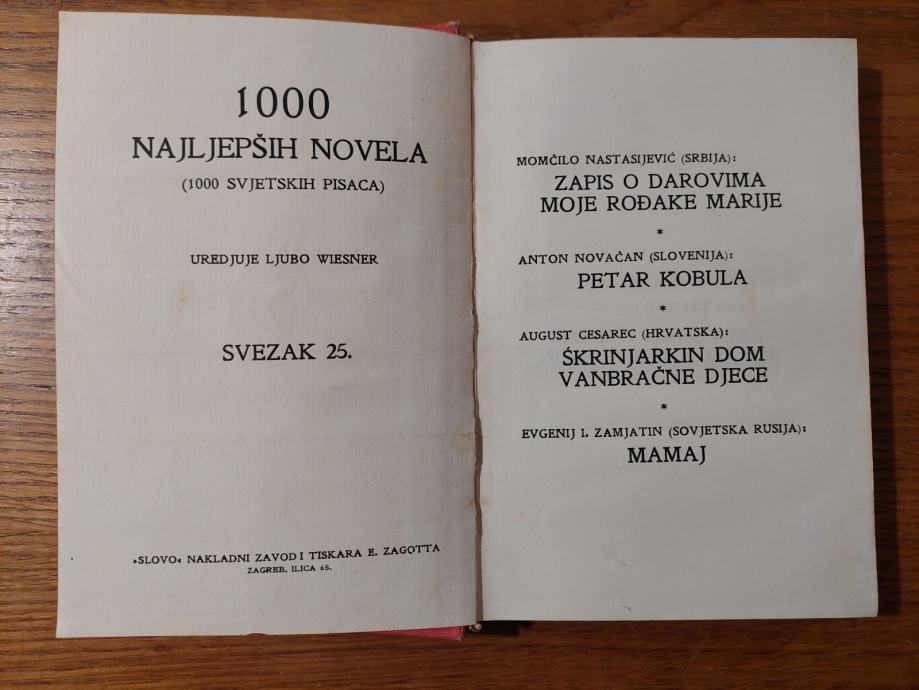 1000
NAJLJEPŠIH NOVELA
(1000 SVJETSKIH PISACA)
UREDJUJE LJUBO WIESNER
SVEZAK 25.
»SLOVO« NAKLADNI ZAVOD I TISKARA E. ZAGOTTA
ZAGREB, ILICA 65.
MOMČILO NASTASIJEVIĆ (SRBIJA):
ZAPIS O DAROVIMA
MOJE ROĐAKE MARIJE
*
ANTON NOVAČAN (SLOVENIJA):
PETAR KOBULA
*
AUGUST CESAREC (HRVATSKA):
ŠKRINJARKIN DOM
VANBRAČNE DJECE
*
EVGENIJ I. ZAMJATIN (SOVJETSKA RUSIJA):
MAMAJ